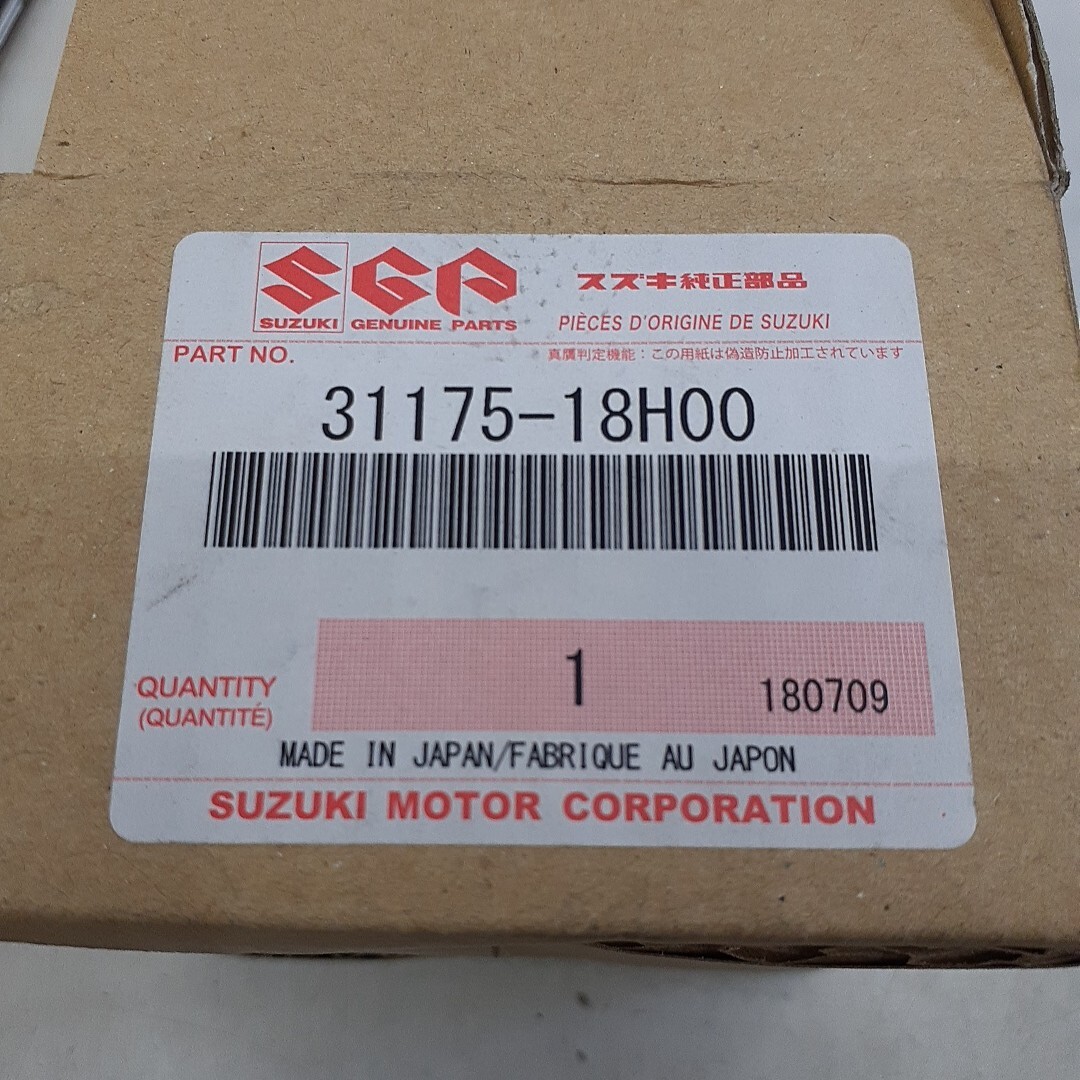 SGP スズキ純正部品
SUZUKI GENUINE PARTS PIÈCES D'ORIGINE DE SUZUKI
PART NO. 真贋判定機能：この用紙は偽造防止加工されています
31175-18H00
1
QUANTITY 180709
(QUANTITÉ)
MADE IN JAPAN/FABRIQUE AU JAPON
SUZUKI MOTOR CORPORATION